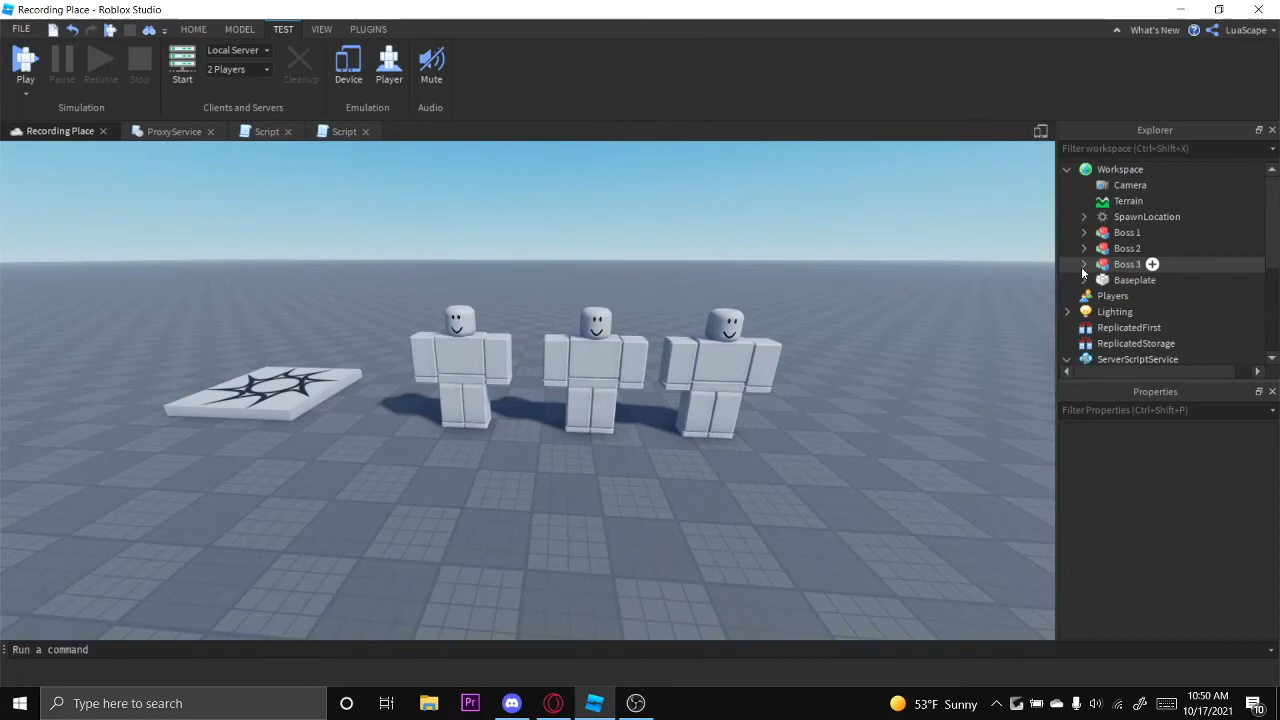 Recording Place - Roblox Studio
FILE HOME MODEL TEST VIEW PLUGINS What's New LuaScape
Play Pause Resume Stop Start Local Server 2 Players Cleanup Device Player Mute
Simulation Clients and Servers Emulation Audio
Recording Place ProxyService Script Script Explorer
Filter workspace (Ctrl+Shift+X)
Workspace
Camera
Terrain
SpawnLocation
Boss 1
Boss 2
Boss 3
Baseplate
Players
Lighting
ReplicatedFirst
ReplicatedStorage
ServerScriptService
Properties
Filter Properties (Ctrl+Shift+P)
Run a command
Type here to search
Pr
53°F Sunny
10:50 AM
10/17/2021